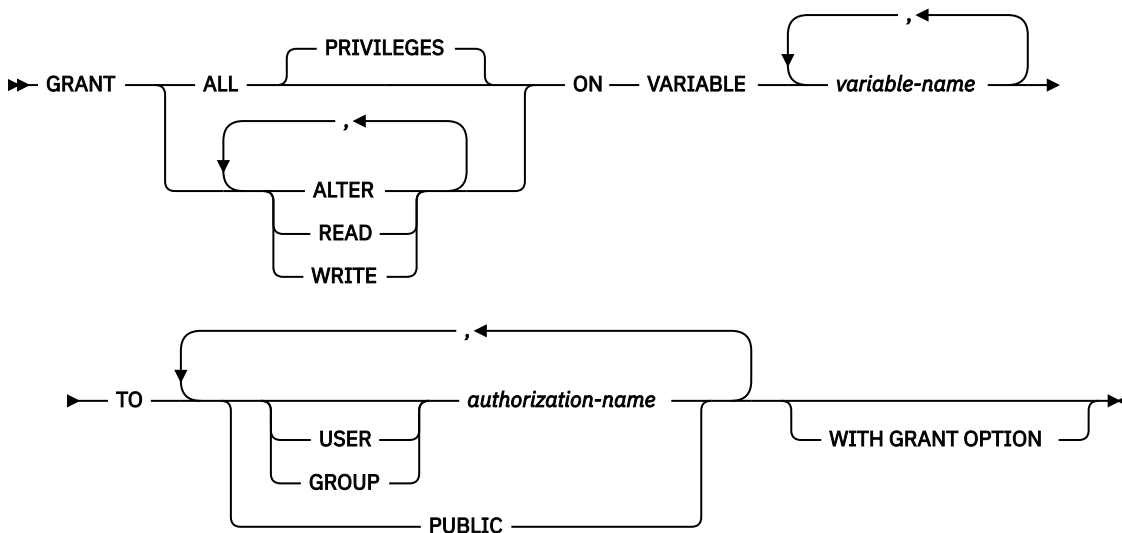 ,
PRIVILEGES
GRANT ALL ON VARIABLE variable-name
,
ALTER
READ
WRITE
,
TO authorization-name
USER WITH GRANT OPTION
GROUP
PUBLIC